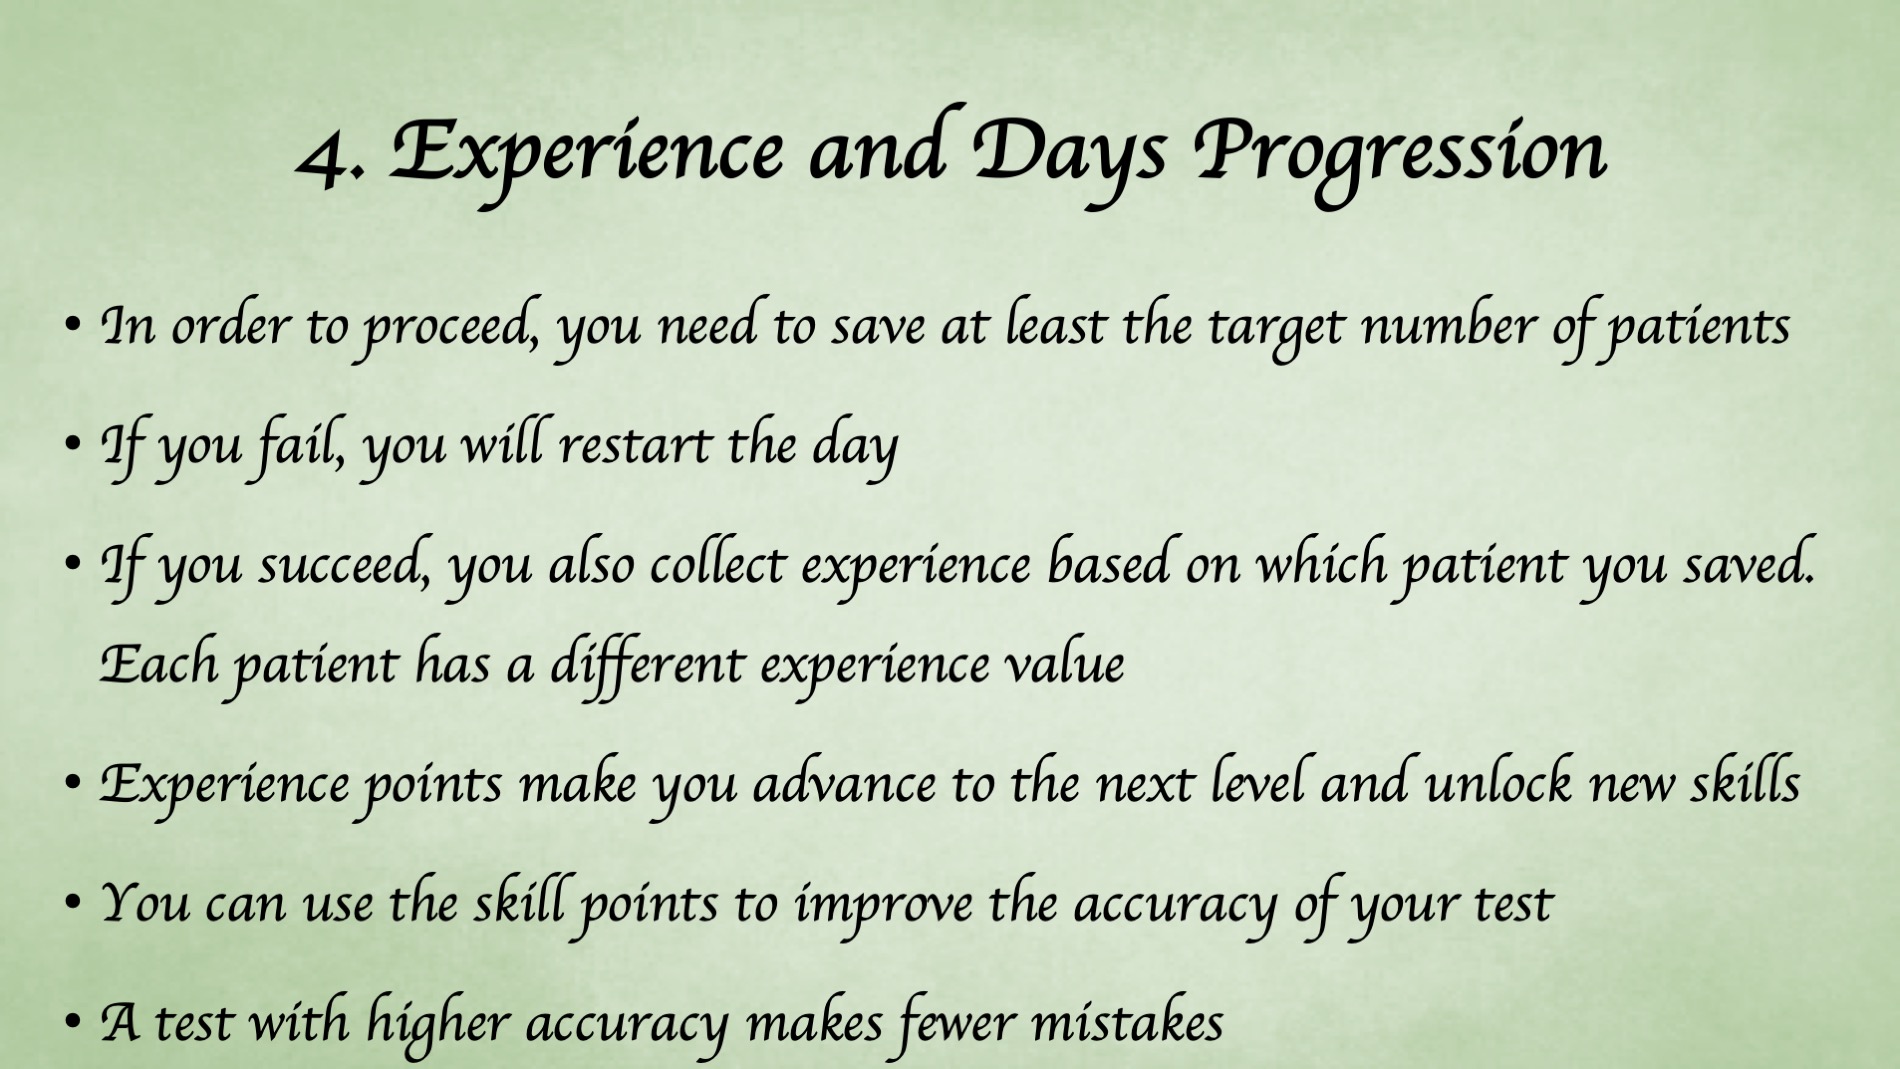 4. Experience and Days Progression
• In order to proceed, you need to save at least the target number of patients
• If you fail, you will restart the day
• If you succeed, you also collect experience based on which patient you saved.
Each patient has a different experience value
• Experience points make you advance to the next level and unlock new skills
• You can use the skill points to improve the accuracy of your test
• A test with higher accuracy makes fewer mistakes